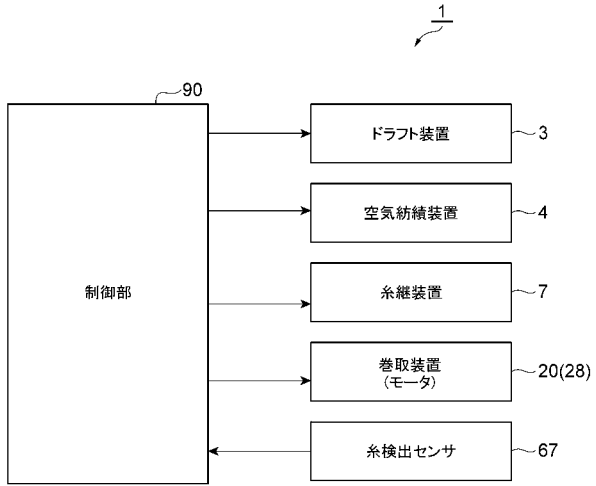 1
90
制御部
ドラフト装置
3
空気紡績装置
4
糸継装置
7
巻取装置
(モータ)
20(28)
糸検出センサ
67